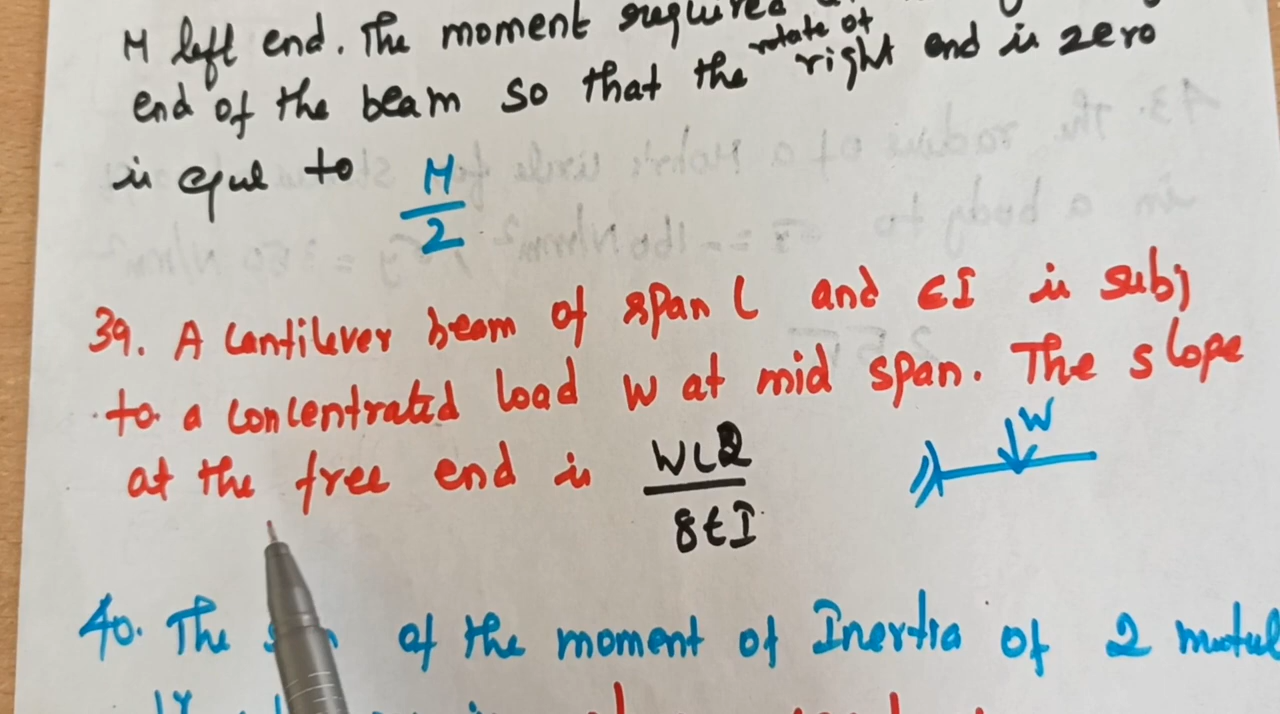 M left end. The moment required
end of the beam so that the rotate of right end is zero
is equl to M/2
39. A cantilever beam of span l and EI is subj
to a concentrated load W at mid span. The slope
at the free end is Wl2/8EI
W
40. The of the moment of Inertia of 2 mutul